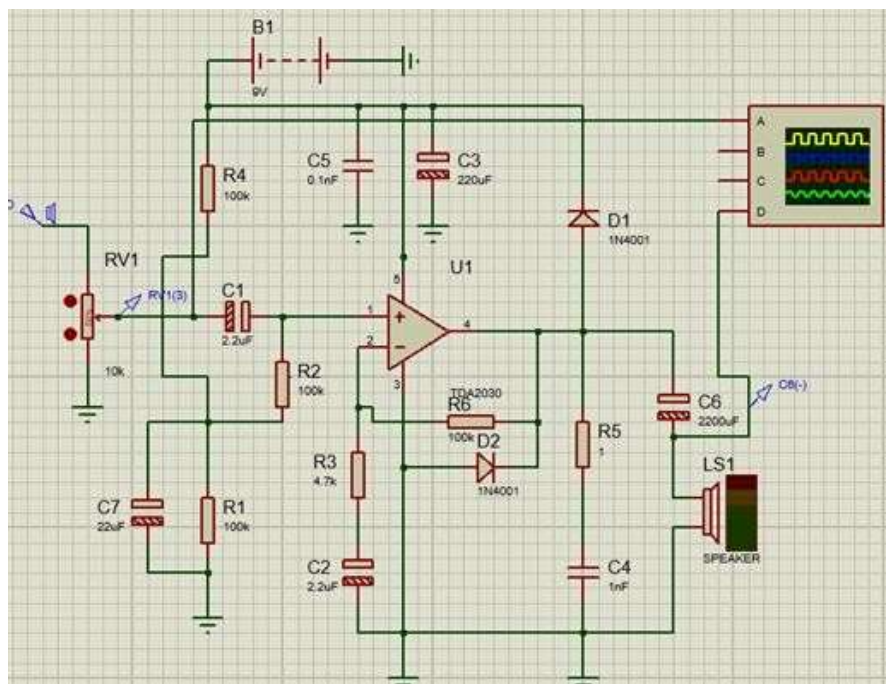 B1
9V
A
B
C
D
R4
100k
C5
0.1nF
C3
220uF
D1
1N4001
RV1
RV1(3)
10k
C1
2.2uF
U1
5
1
2
3
4
TDA2030
R2
100k
R6
100k
D2
1N4001
R5
1
C6
2200uF
C6(-)
R3
4.7k
LS1
SPEAKER
C7
22uF
R1
100k
C2
2.2uF
C4
1nF